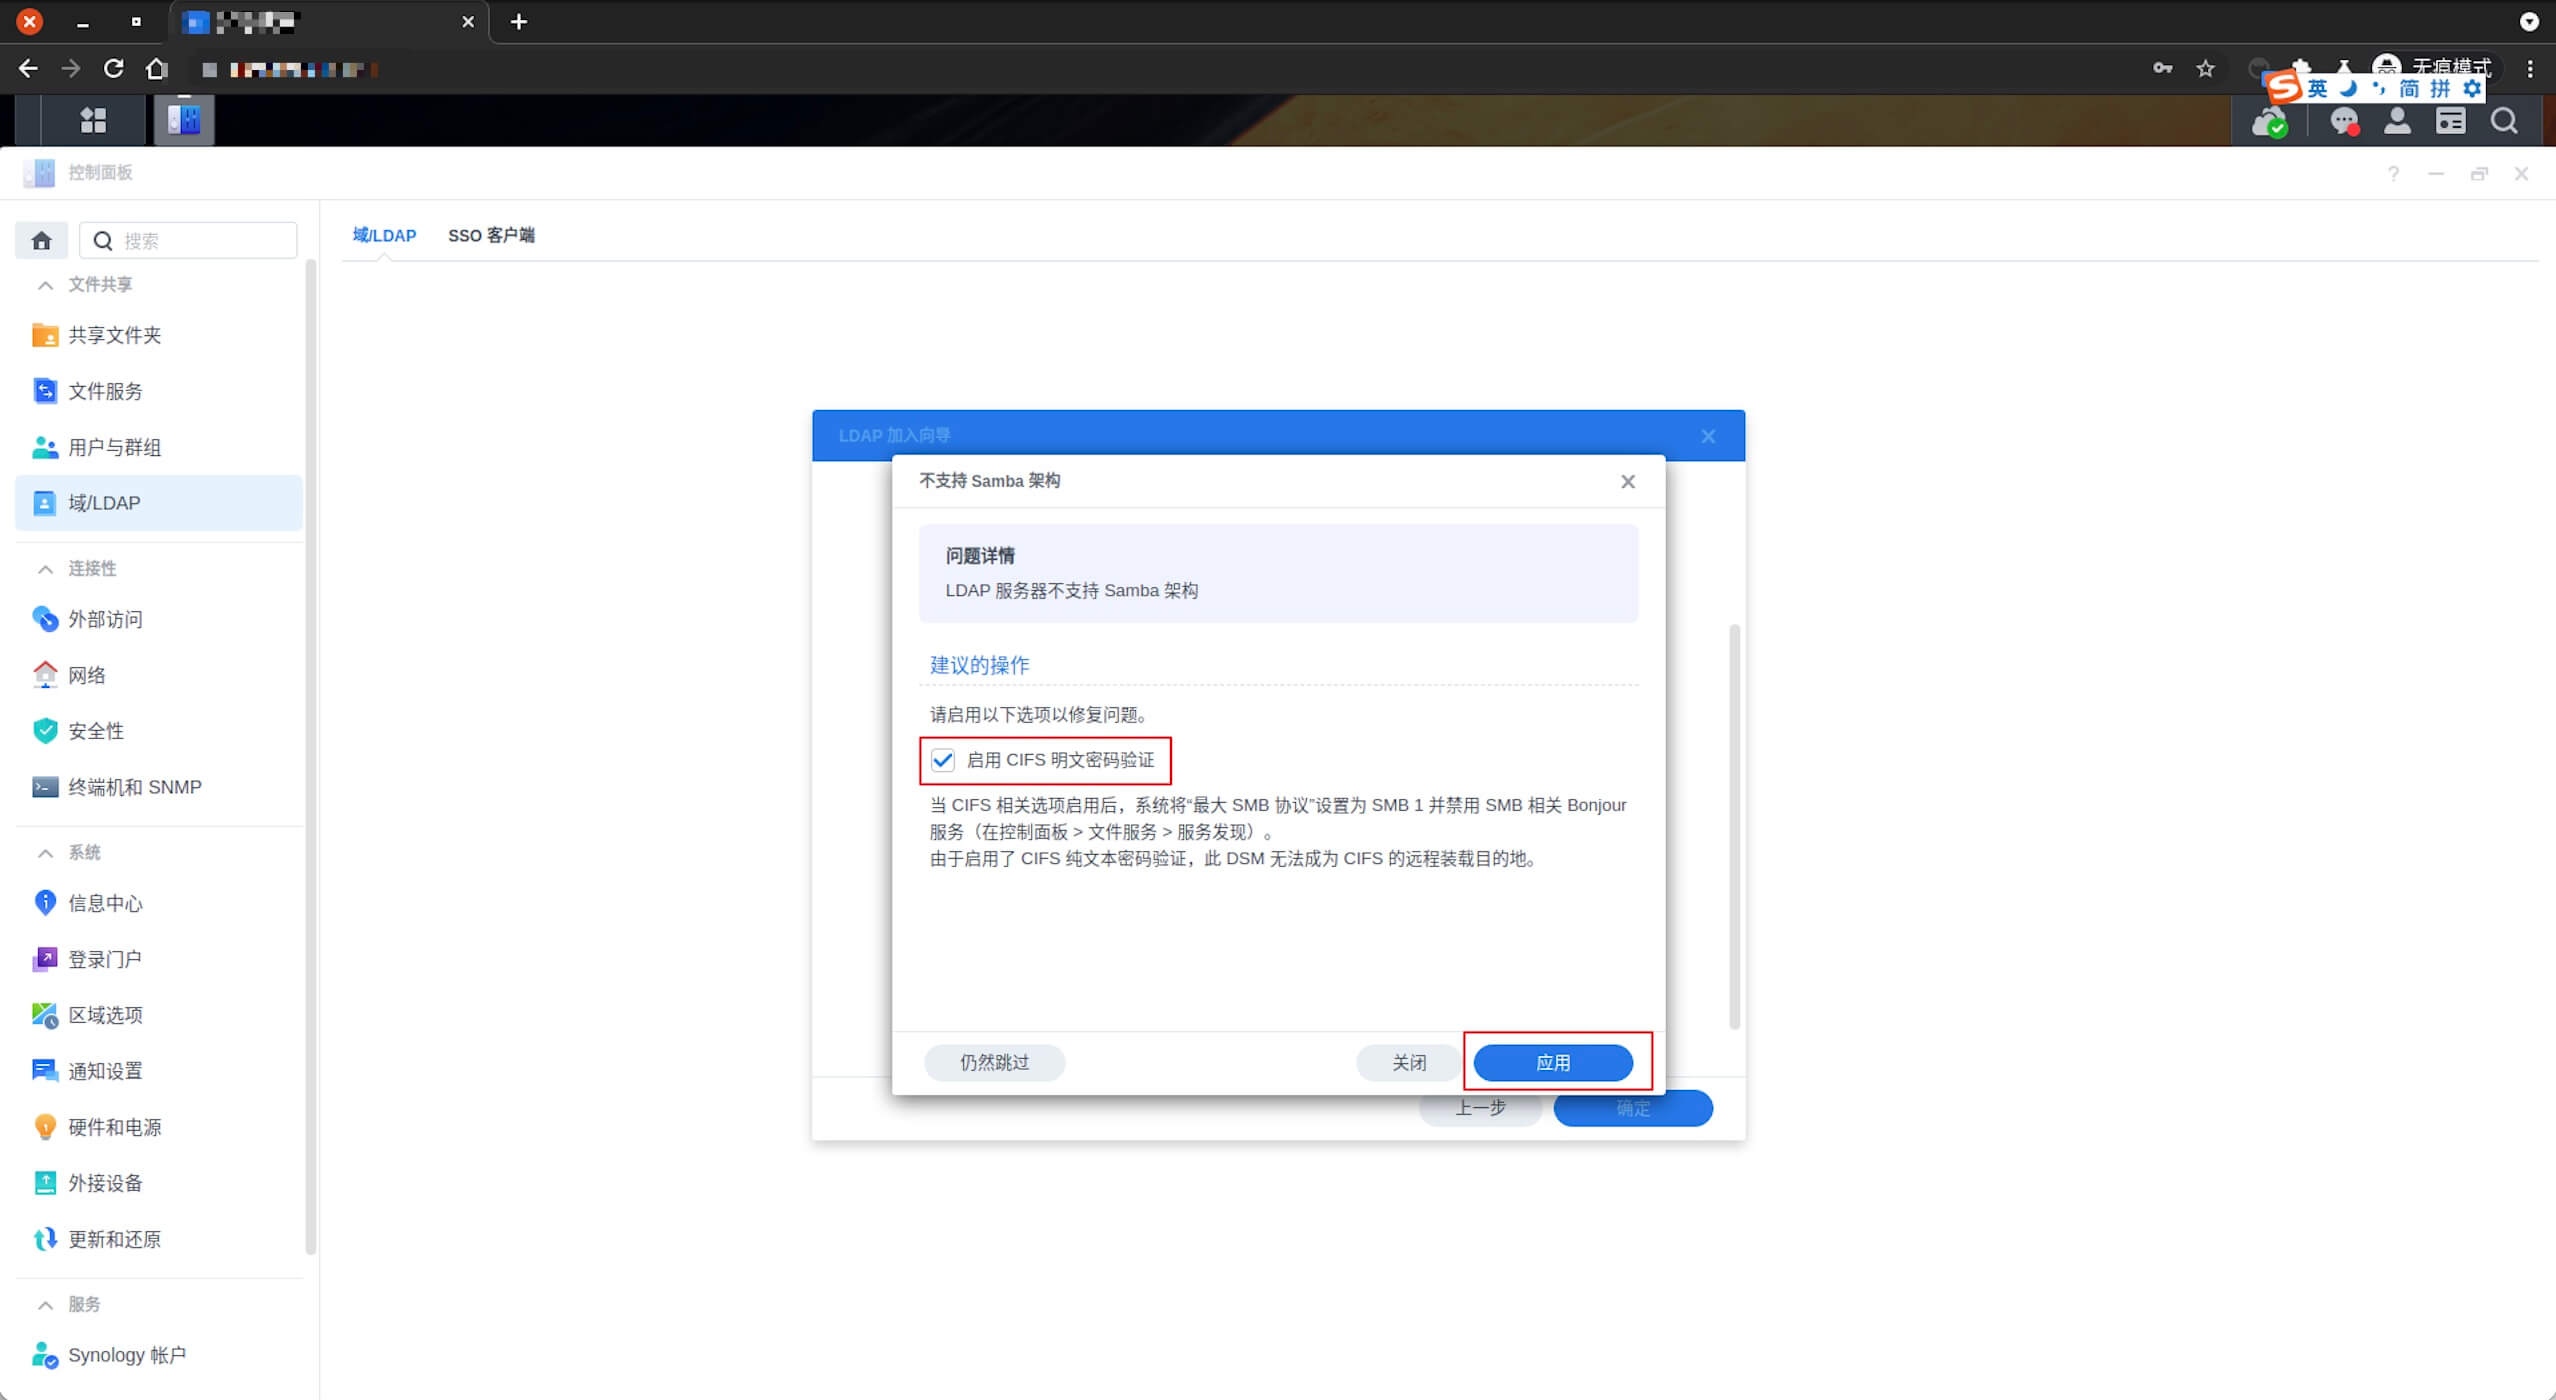 无痕模式
英 简 拼
控制面板
搜索
域/LDAP SSO 客户端
文件共享
共享文件夹
文件服务
用户与群组
域/LDAP
连接性
外部访问
网络
安全性
终端机和 SNMP
系统
信息中心
登录门户
区域选项
通知设置
硬件和电源
外接设备
更新和还原
服务
Synology 帐户
LDAP 加入向导
不支持 Samba 架构
问题详情
LDAP 服务器不支持 Samba 架构
建议的操作
请启用以下选项以修复问题。
启用 CIFS 明文密码验证
当 CIFS 相关选项启用后，系统将“最大 SMB 协议”设置为 SMB 1 并禁用 SMB 相关 Bonjour
服务（在控制面板 > 文件服务 > 服务发现）。
由于启用了 CIFS 纯文本密码验证，此 DSM 无法成为 CIFS 的远程装载目的地。
仍然跳过 关闭 应用
上一步 确定